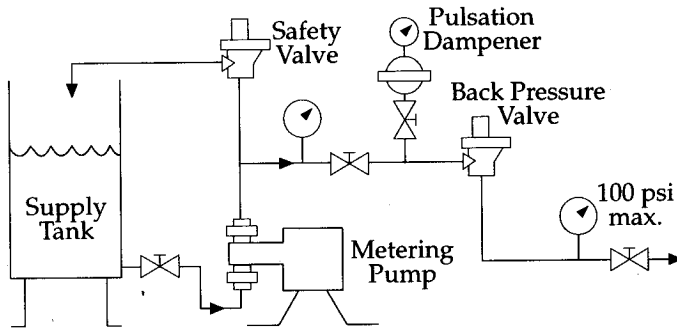 Safety
Valve
Pulsation
Dampener
Back Pressure
Valve
Supply
Tank
Metering
Pump
100 psi
max.